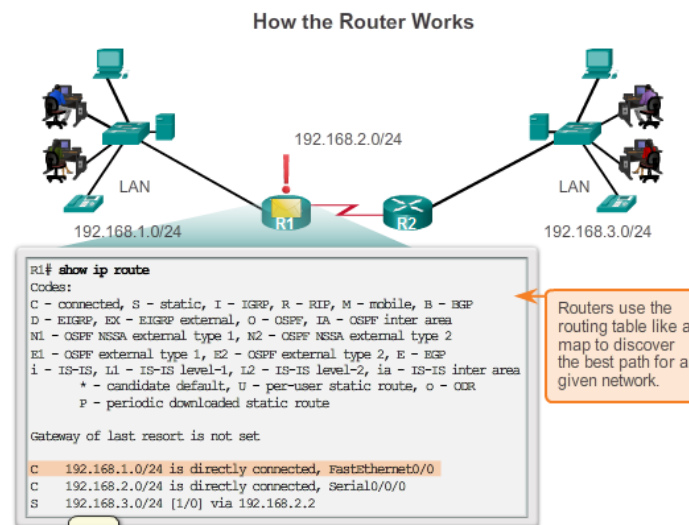 How the Router Works
192.168.2.0/24
LAN
LAN
R1
R2
192.168.1.0/24
192.168.3.0/24
R1# show ip route
Codes:
C - connected, S - static, I - IGRP, R - RIP, M - mobile, B - BGP
D - EIGRP, EX - EIGRP external, O - OSPF, IA - OSPF inter area
N1 - OSPF NSSA external type 1, N2 - OSPF NSSA external type 2
E1 - OSPF external type 1, E2 - OSPF external type 2, E - EGP
i - IS-IS, L1 - IS-IS level-1, L2 - IS-IS level-2, ia - IS-IS inter area
* - candidate default, U - per-user static route, o - ODR
P - periodic downloaded static route
Gateway of last resort is not set
C 192.168.1.0/24 is directly connected, FastEthernet0/0
C 192.168.2.0/24 is directly connected, Serial0/0/0
S 192.168.3.0/24 [1/0] via 192.168.2.2
Routers use the
routing table like a
map to discover
the best path for a
given network.